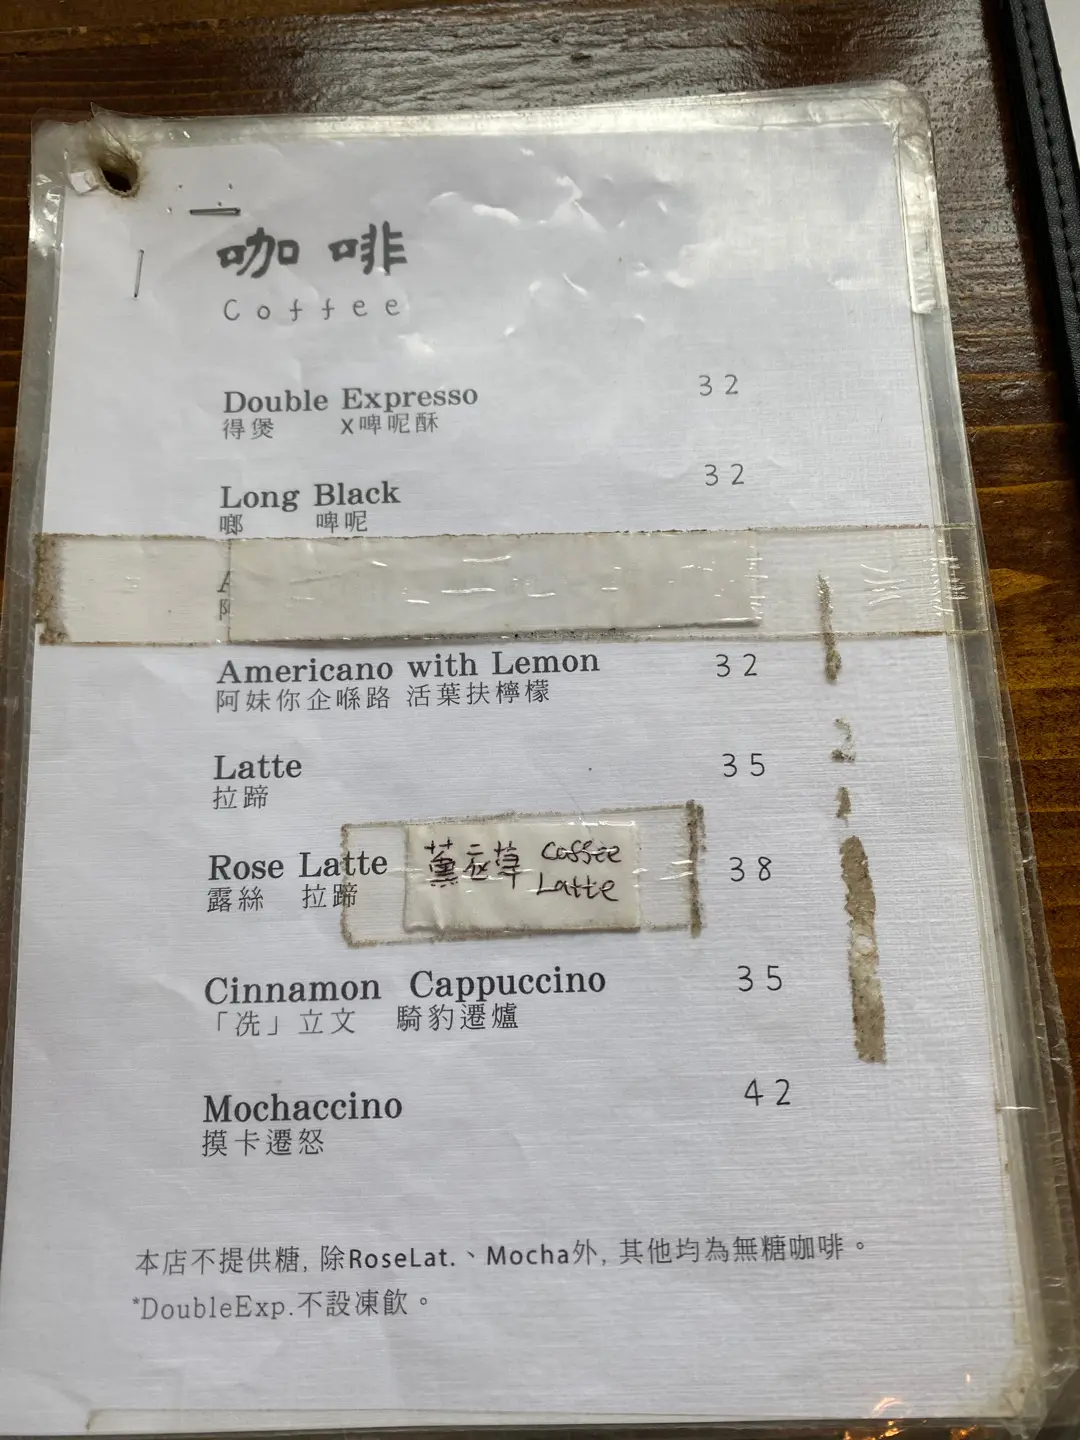 咖啡
Coffee
Double Expresso 32
得煲 X啤呢酥
Long Black 32
啷 啤呢
Americano with Lemon 32
阿妹你企喺路 活葉扶檸檬
Latte 35
拉蹄
Rose Latte 薰衣草 Coffee Latte 38
露絲 拉蹄
Cinnamon Cappuccino 35
「冼」立文 騎豹遷爐
Mochaccino 42
摸卡遷怒
本店不提供糖, 除RoseLat.、Mocha外, 其他均為無糖咖啡。
*DoubleExp.不設凍飲。